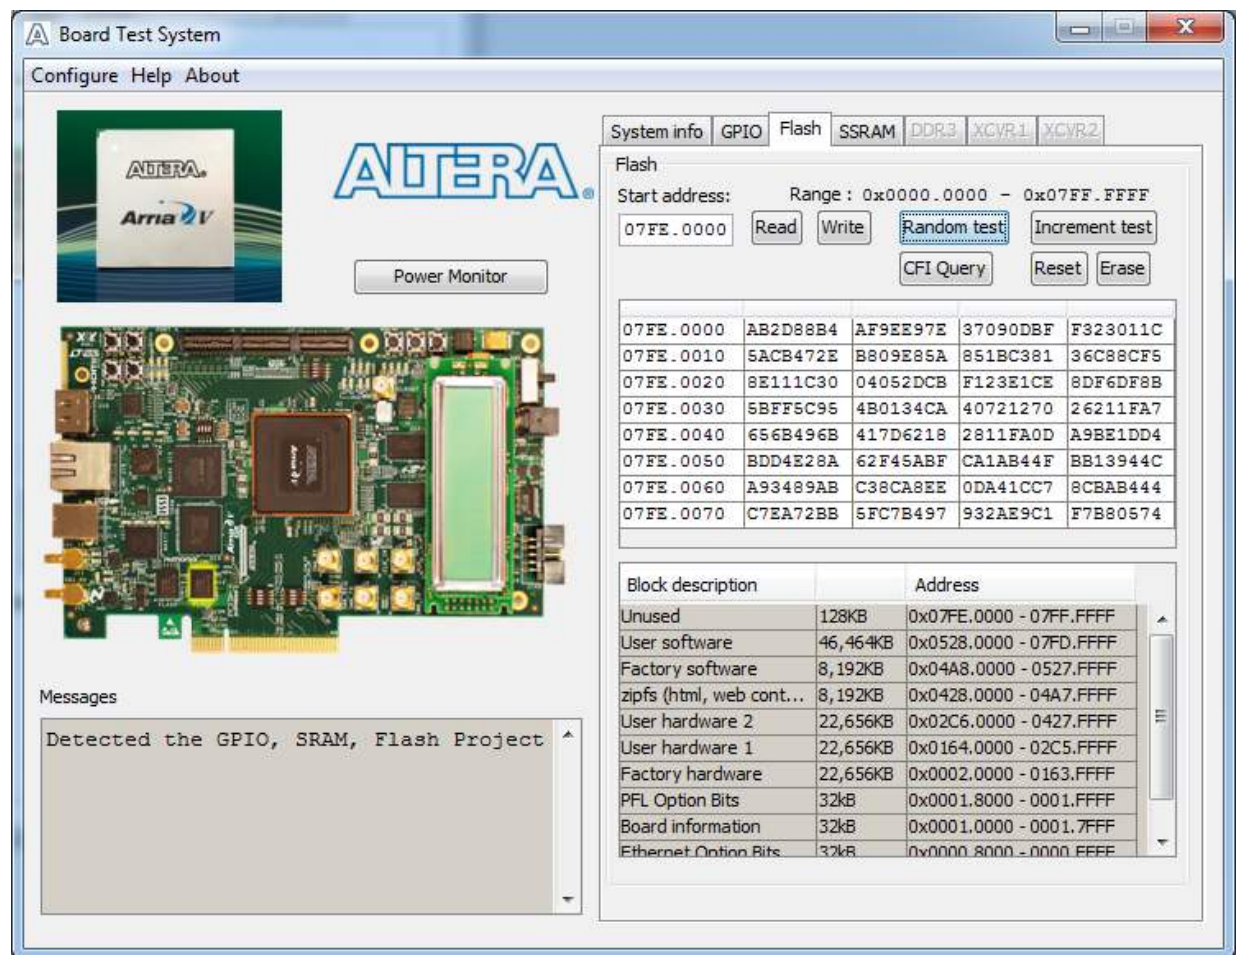 Board Test System
Configure Help About
ALTERA.
Arria V
ALTERA.
Power Monitor
System info GPIO Flash SSRAM DDR3 XCVR1 XCVR2
Flash
Start address: Range : 0x0000.0000 - 0x07FF.FFFF
07FE.0000 Read Write Random test Increment test
CFI Query Reset Erase
07FE.0000 AB2D88B4 AF9EE97E 37090DBF F323011C
07FE.0010 5ACB472E B809E85A 851BC381 36C88CF5
07FE.0020 8E111C30 04052DCB F123E1CE 8DF6DF8B
07FE.0030 5BFF5C95 4B0134CA 40721270 26211FA7
07FE.0040 656B496B 417D6218 2811FA0D A9BE1DD4
07FE.0050 BDD4E28A 62F45ABF CA1AB44F BB13944C
07FE.0060 A93489AB C38CA8EE 0DA41CC7 8CBAB444
07FE.0070 C7EA72BB 5FC7B497 932AE9C1 F7B80574
Block description Address
Unused 128KB 0x07FE.0000 - 07FF.FFFF
User software 46,464KB 0x0528.0000 - 07FD.FFFF
Factory software 8,192KB 0x04A8.0000 - 0527.FFFF
zipfs (html, web cont... 8,192KB 0x0428.0000 - 04A7.FFFF
User hardware 2 22,656KB 0x02C6.0000 - 0427.FFFF
User hardware 1 22,656KB 0x0164.0000 - 02C5.FFFF
Factory hardware 22,656KB 0x0002.0000 - 0163.FFFF
PFL Option Bits 32kB 0x0001.8000 - 0001.FFFF
Board information 32kB 0x0001.0000 - 0001.7FFF
Ethernet Option Bits 32kB 0x0000.8000 - 0000.FFFF
Messages
Detected the GPIO, SRAM, Flash Project